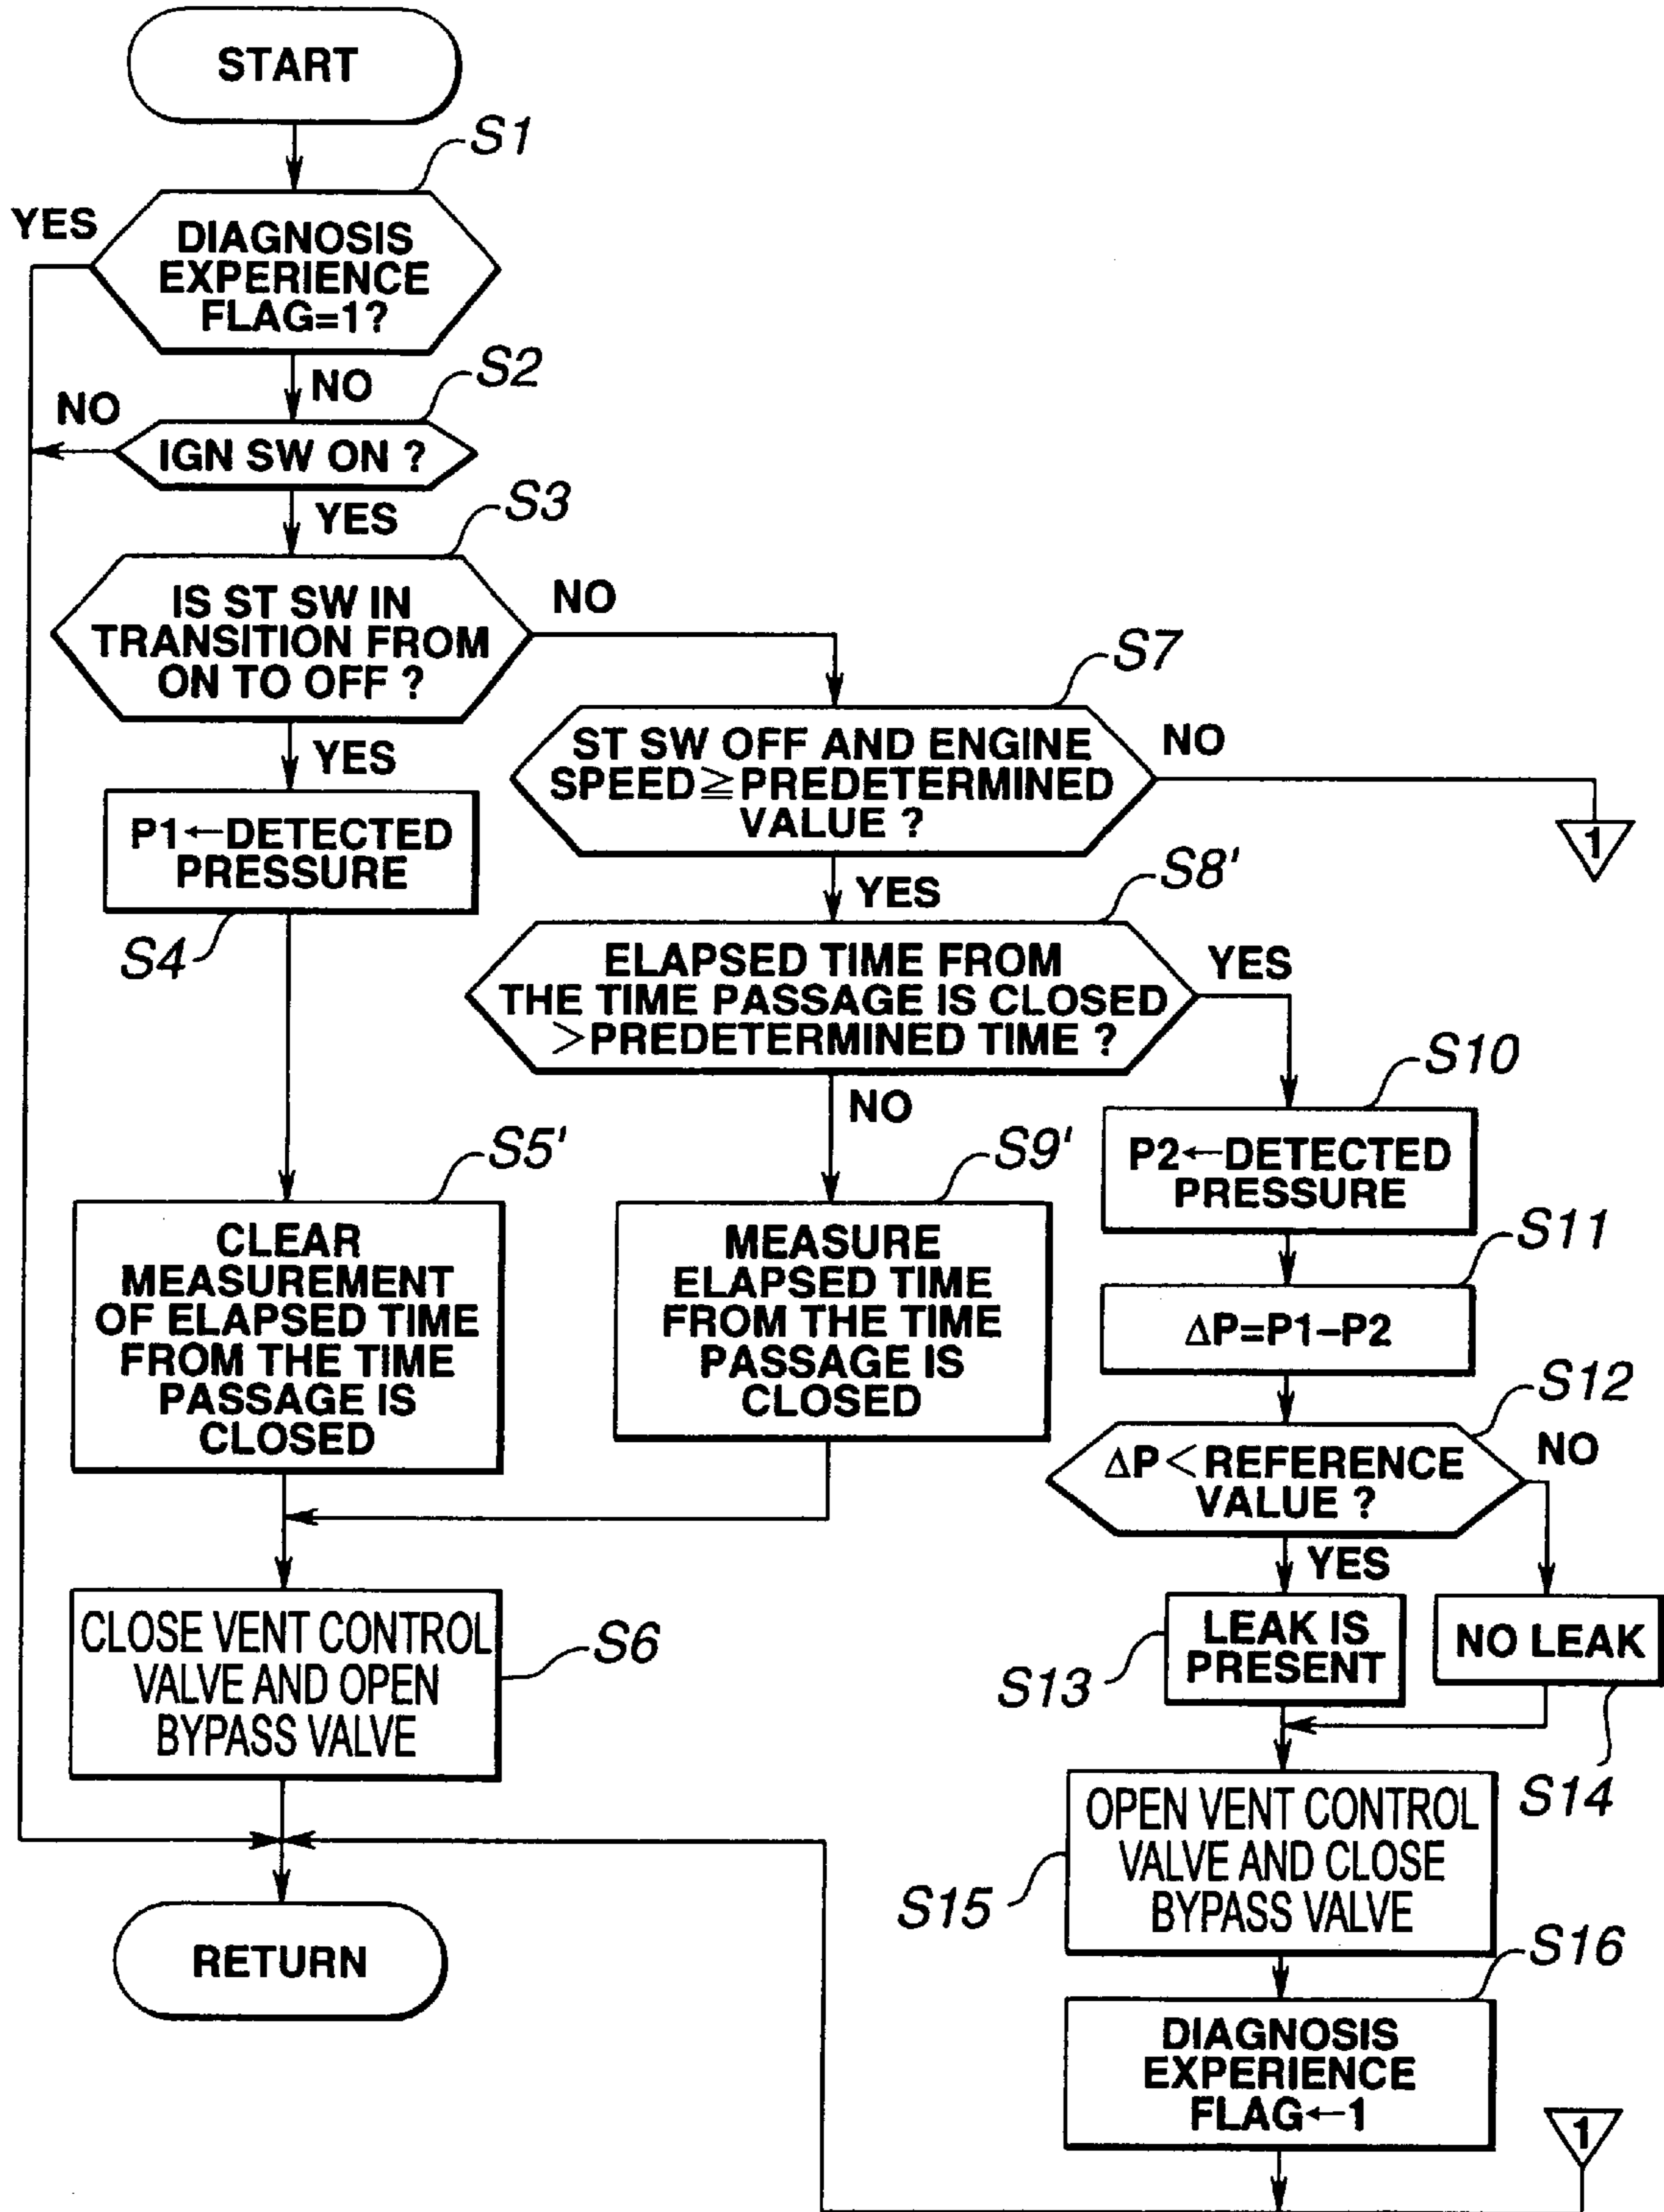 START
S1
YES
DIAGNOSIS
EXPERIENCE
FLAG=1?
NO
S2
NO
IGN SW ON ?
YES
S3
IS ST SW IN
TRANSITION FROM
ON TO OFF ?
NO
YES
S7
ST SW OFF AND ENGINE
SPEED≧PREDETERMINED
VALUE ?
NO
1
P1←DETECTED
PRESSURE
S4
YES
S8'
ELAPSED TIME FROM
THE TIME PASSAGE IS CLOSED
>PREDETERMINED TIME ?
YES
NO
S10
P2←DETECTED
PRESSURE
S5'
CLEAR
MEASUREMENT
OF ELAPSED TIME
FROM THE TIME
PASSAGE IS
CLOSED
S9'
MEASURE
ELAPSED TIME
FROM THE TIME
PASSAGE IS
CLOSED
S11
ΔP=P1−P2
S12
ΔP<REFERENCE
VALUE ?
NO
YES
CLOSE VENT CONTROL
VALVE AND OPEN
BYPASS VALVE
S6
LEAK IS
PRESENT
S13
NO LEAK
S14
OPEN VENT CONTROL
VALVE AND CLOSE
BYPASS VALVE
S15
RETURN
S16
DIAGNOSIS
EXPERIENCE
FLAG←1
1